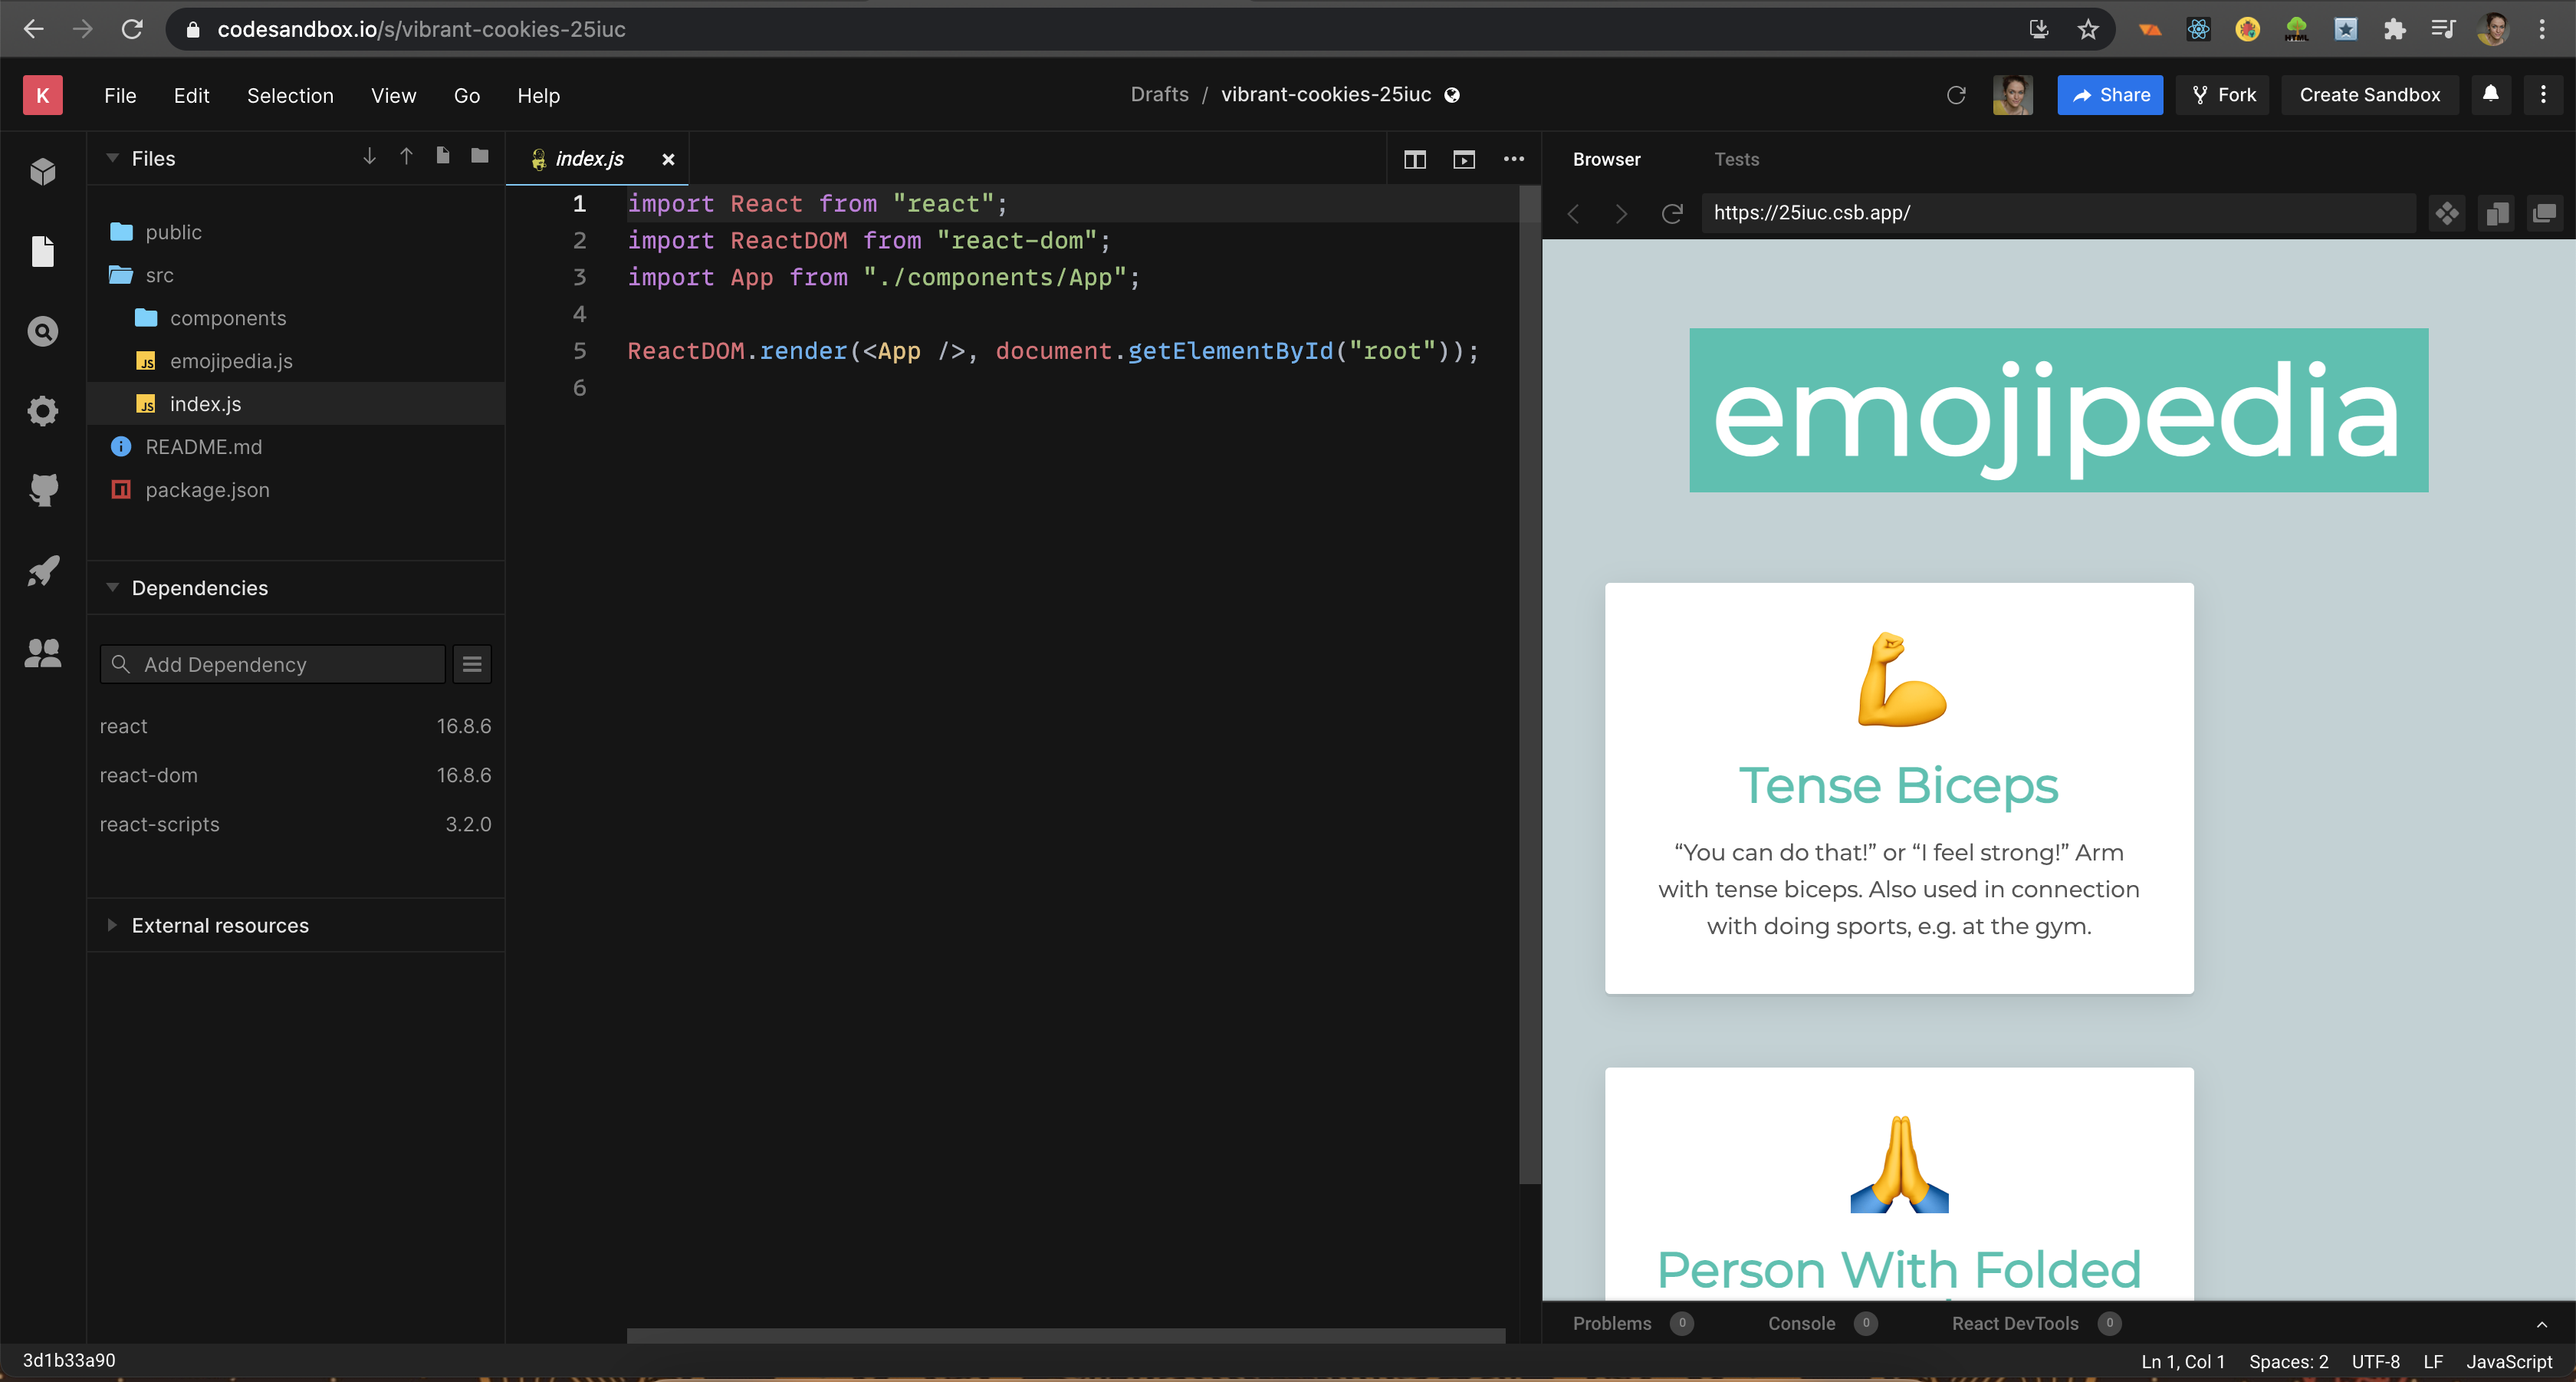 codesandbox.io/s/vibrant-cookies-25iuc
K
File Edit Selection View Go Help
Drafts / vibrant-cookies-25iuc
Share
Fork
Create Sandbox
Files
public
src
components
JS emojipedia.js
JS index.js
README.md
package.json
Dependencies
Add Dependency
react 16.8.6
react-dom 16.8.6
react-scripts 3.2.0
External resources
index.js
1 import React from "react";
2 import ReactDOM from "react-dom";
3 import App from "./components/App";
4
5 ReactDOM.render(<App />, document.getElementById("root"));
6
Browser Tests
https://25iuc.csb.app/
emojipedia
Tense Biceps
“You can do that!” or “I feel strong!” Arm
with tense biceps. Also used in connection
with doing sports, e.g. at the gym.
Person With Folded
Problems 0 Console 0 React DevTools 0
3d1b33a90
Ln 1, Col 1 Spaces: 2 UTF-8 LF JavaScript